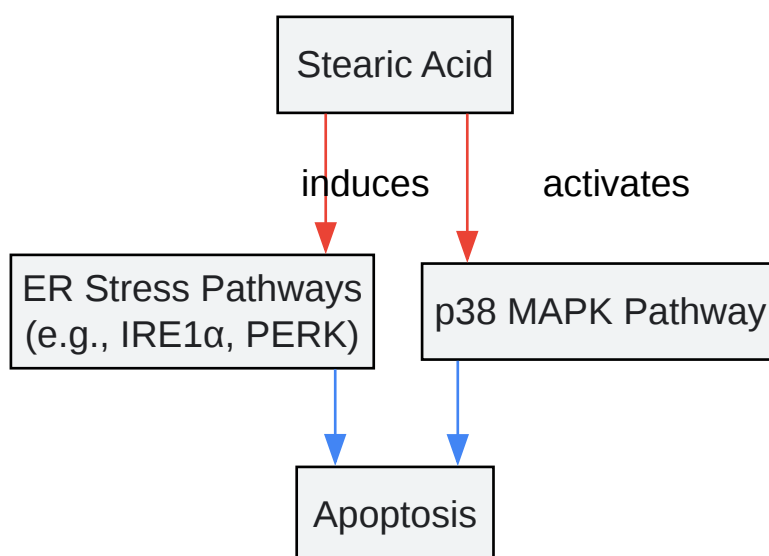 Stearic Acid
induces
activates
ER Stress Pathways
(e.g., IRE1α, PERK)
p38 MAPK Pathway
Apoptosis